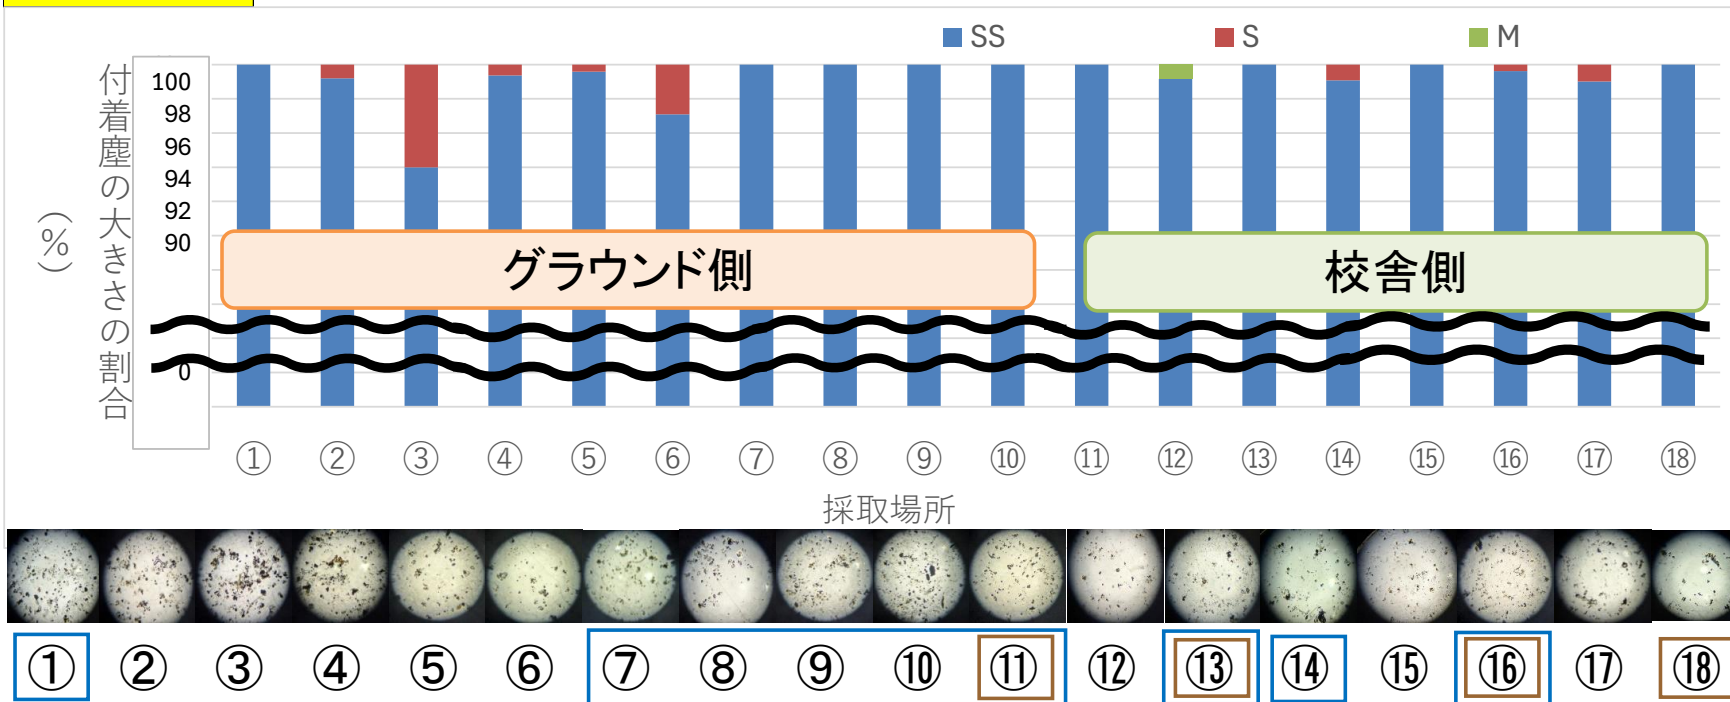 SS S M
付着塵の大きさの割合
(%)
100
98
96
94
92
90
0
グラウンド側
校舎側
① ② ③ ④ ⑤ ⑥ ⑦ ⑧ ⑨ ⑩ ⑪ ⑫ ⑬ ⑭ ⑮ ⑯ ⑰ ⑱
採取場所
① ② ③ ④ ⑤ ⑥ ⑦ ⑧ ⑨ ⑩ ⑪ ⑫ ⑬ ⑭ ⑮ ⑯ ⑰ ⑱